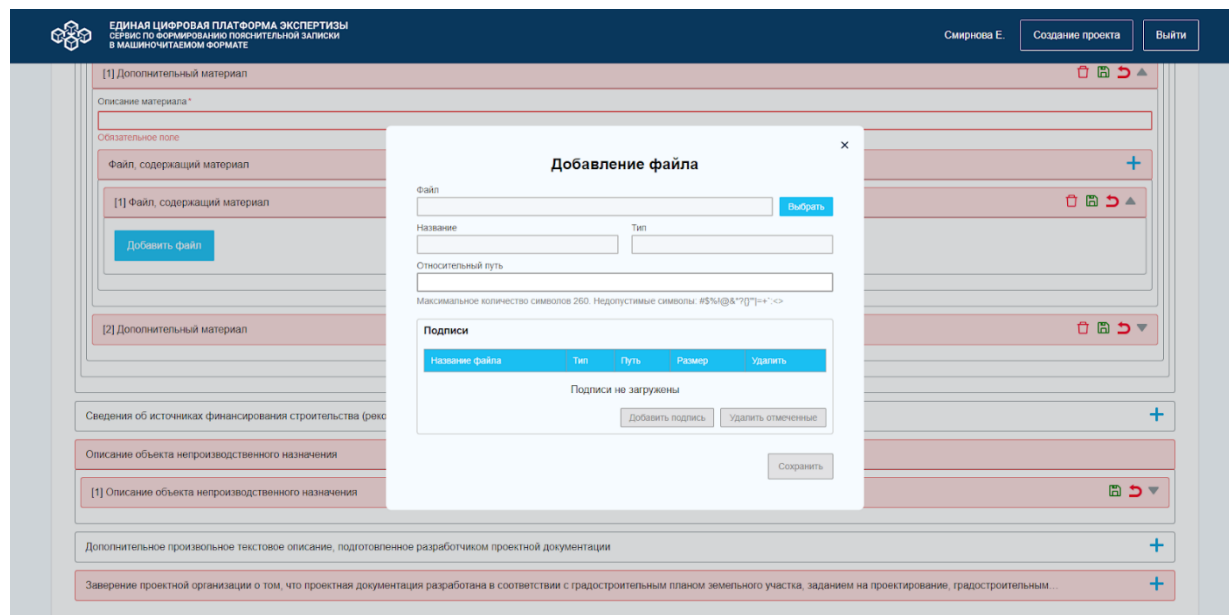 ЕДИНАЯ ЦИФРОВАЯ ПЛАТФОРМА ЭКСПЕРТИЗЫ
СЕРВИС ПО ФОРМИРОВАНИЮ ПОЯСНИТЕЛЬНОЙ ЗАПИСКИ
В МАШИНОЧИТАЕМОМ ФОРМАТЕ
Смирнова Е.
Создание проекта
Выйти
[1] Дополнительный материал
Описание материала*
Обязательное поле
Файл, содержащий материал
[1] Файл, содержащий материал
Добавить файл
[2] Дополнительный материал
Добавление файла
Файл
Выбрать
Название
Тип
Относительный путь
Максимальное количество символов 260. Недопустимые символы: #$%!@&*?{}'"|=+`:<>
Подписи
Название файла Тип Путь Размер Удалить
Подписи не загружены
Добавить подпись
Удалить отмеченные
Сохранить
Сведения об источниках финансирования строительства (реко
Описание объекта непроизводственного назначения
[1] Описание объекта непроизводственного назначения
Дополнительное произвольное текстовое описание, подготовленное разработчиком проектной документации
Заверение проектной организации о том, что проектная документация разработана в соответствии с градостроительным планом земельного участка, заданием на проектирование, градостроительным...